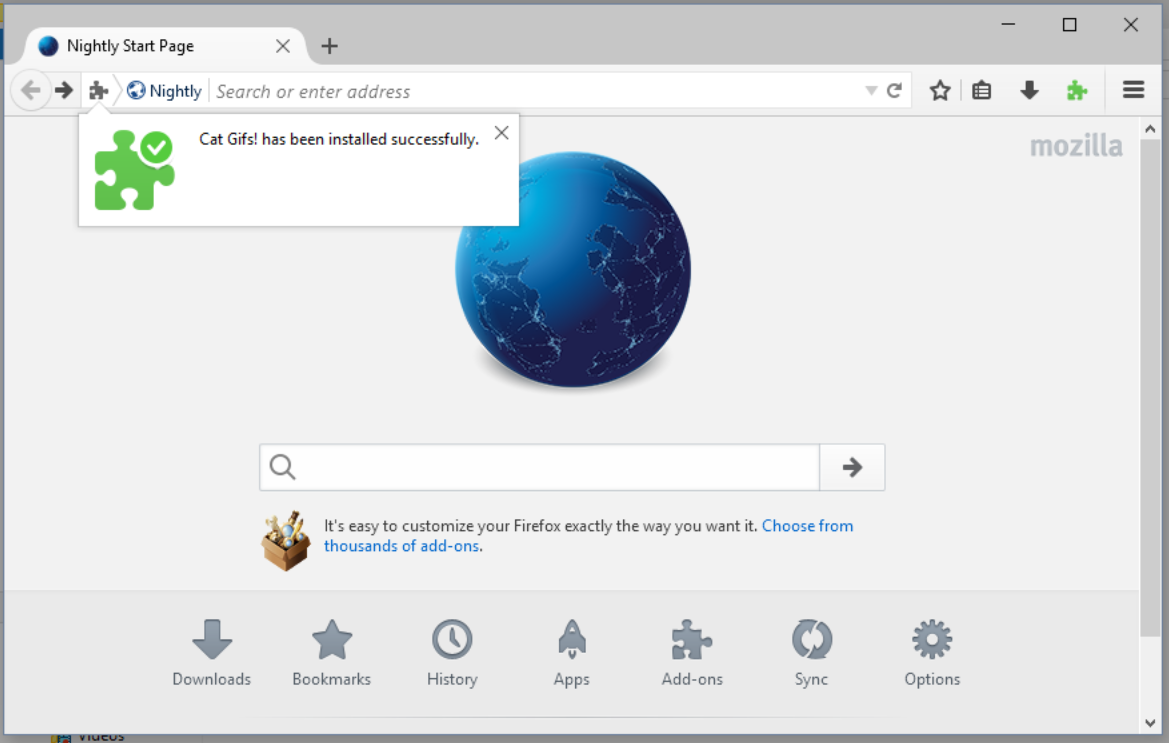 Nightly Start Page
Nightly
Search or enter address
Cat Gifs! has been installed successfully.
mozilla
It's easy to customize your Firefox exactly the way you want it. Choose from
thousands of add-ons.
Downloads
Bookmarks
History
Apps
Add-ons
Sync
Options
Videos